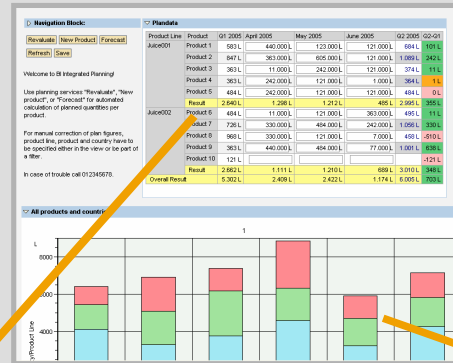 Navigation Block:
Revaluate New Product Forecast
Refresh Save
Welcome to BI Integrated Planning!
Use planning services "Revaluate", "New
product", or "Forecast" for automated
calculation of planned quantities per
product.
For manual correction of plan figures,
product line, product and country have to
be specified either in the view or be part of
a filter.
In case of trouble call 012345678.
Plandata
Product Line Product Q1 2005 April 2005 May 2005 June 2005 Q2 2005 Q2-Q1
Juice001 Product 1 583 L 440.000 L 123.000 L 121.000 L 684 L 101 L
Product 2 847 L 363.000 L 605.000 L 121.000 L 1.089 L 242 L
Product 3 363 L 11.000 L 242.000 L 121.000 L 374 L 11 L
Product 4 363 L 242.000 L 121.000 L 1.000 L 364 L 1 L
Product 5 484 L 242.000 L 121.000 L 121.000 L 484 L 0 L
Result 2.640 L 1.298 L 1.212 L 485 L 2.995 L 355 L
Juice002 Product 6 484 L 11.000 L 121.000 L 363.000 L 495 L 11 L
Product 7 726 L 330.000 L 484.000 L 242.000 L 1.056 L 330 L
Product 8 968 L 330.000 L 121.000 L 7.000 L 458 L -510 L
Product 9 363 L 440.000 L 484.000 L 77.000 L 1.001 L 638 L
Product 10 121 L -121 L
Result 2.662 L 1.111 L 1.210 L 689 L 3.010 L 348 L
Overall Result 5.302 L 2.409 L 2.422 L 1.174 L 6.005 L 703 L
All products and countri
1
L
8000
4000
y/Product Line